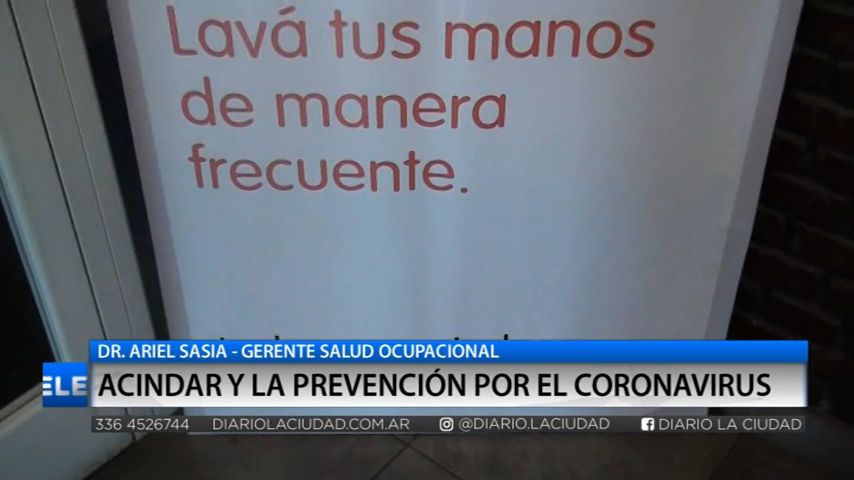 Lavá tus manos
de manera
frecuente.
DR. ARIEL SASIA - GERENTE SALUD OCUPACIONAL
ELE
ACINDAR Y LA PREVENCIÓN POR EL CORONAVIRUS
336 4526744 DIARIOLACIUDAD.COM.AR @DIARIO.LACIUDAD DIARIO LA CIUDAD